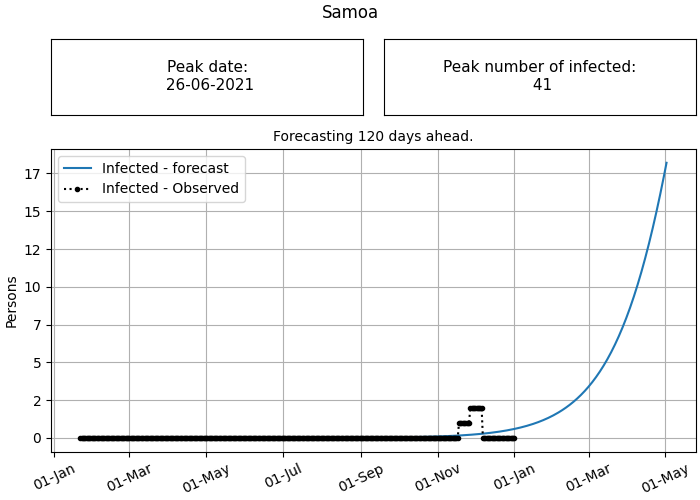 Samoa
Peak date:
26-06-2021
Peak number of infected:
41
Forecasting 120 days ahead.
Infected - forecast
Infected - Observed
Persons
17
15
12
10
7
5
2
0
01-Jan
01-Mar
01-May
01-Jul
01-Sep
01-Nov
01-Jan
01-Mar
01-May